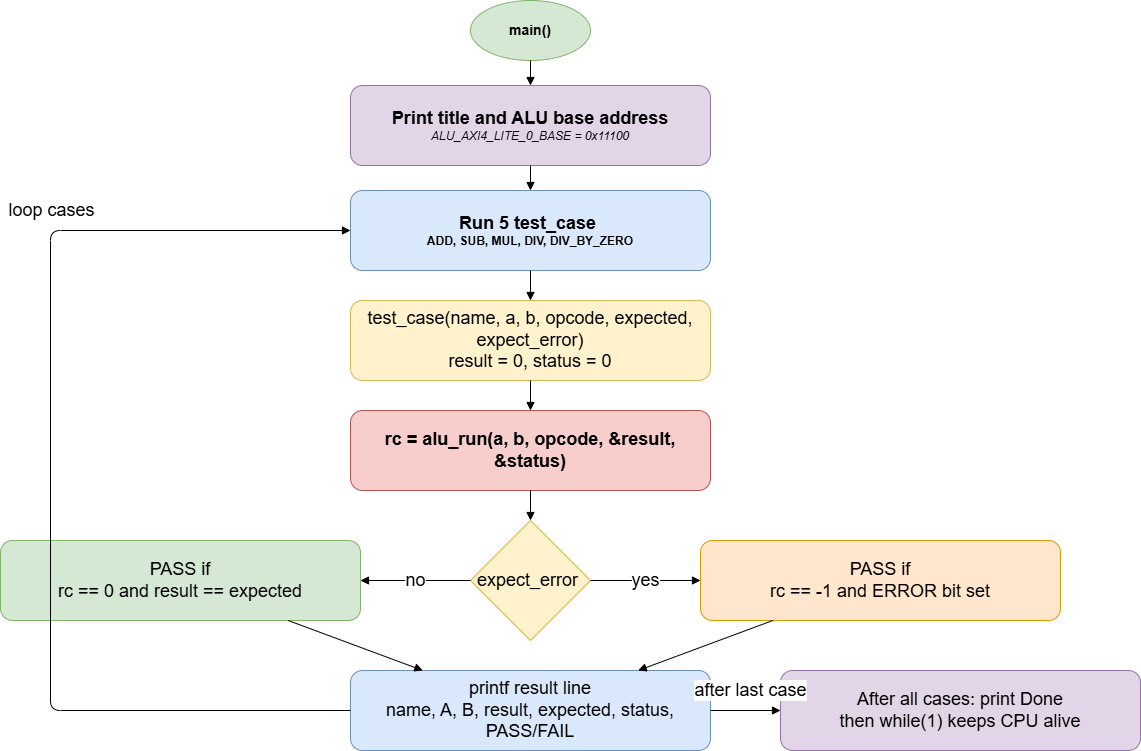 main()
Print title and ALU base address
ALU_AXI4_LITE_0_BASE = 0x11100
loop cases
Run 5 test_case
ADD, SUB, MUL, DIV, DIV_BY_ZERO
test_case(name, a, b, opcode, expected,
expect_error)
result = 0, status = 0
rc = alu_run(a, b, opcode, &result,
&status)
expect_error
no
yes
PASS if
rc == 0 and result == expected
PASS if
rc == -1 and ERROR bit set
printf result line
name, A, B, result, expected, status,
PASS/FAIL
after last case
After all cases: print Done
then while(1) keeps CPU alive